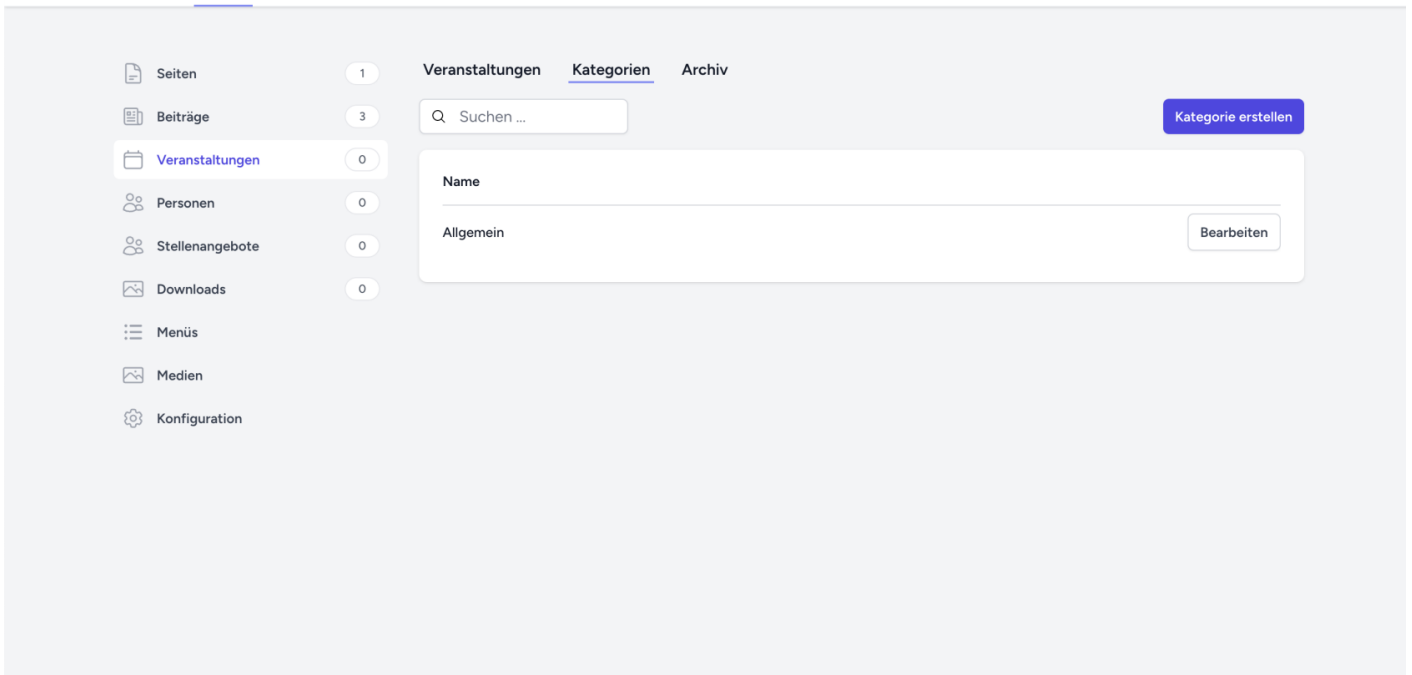 Seiten 1
Beiträge 3
Veranstaltungen 0
Personen 0
Stellenangebote 0
Downloads 0
Menüs
Medien
Konfiguration
Veranstaltungen Kategorien Archiv
Suchen ... Kategorie erstellen
Name
Allgemein Bearbeiten